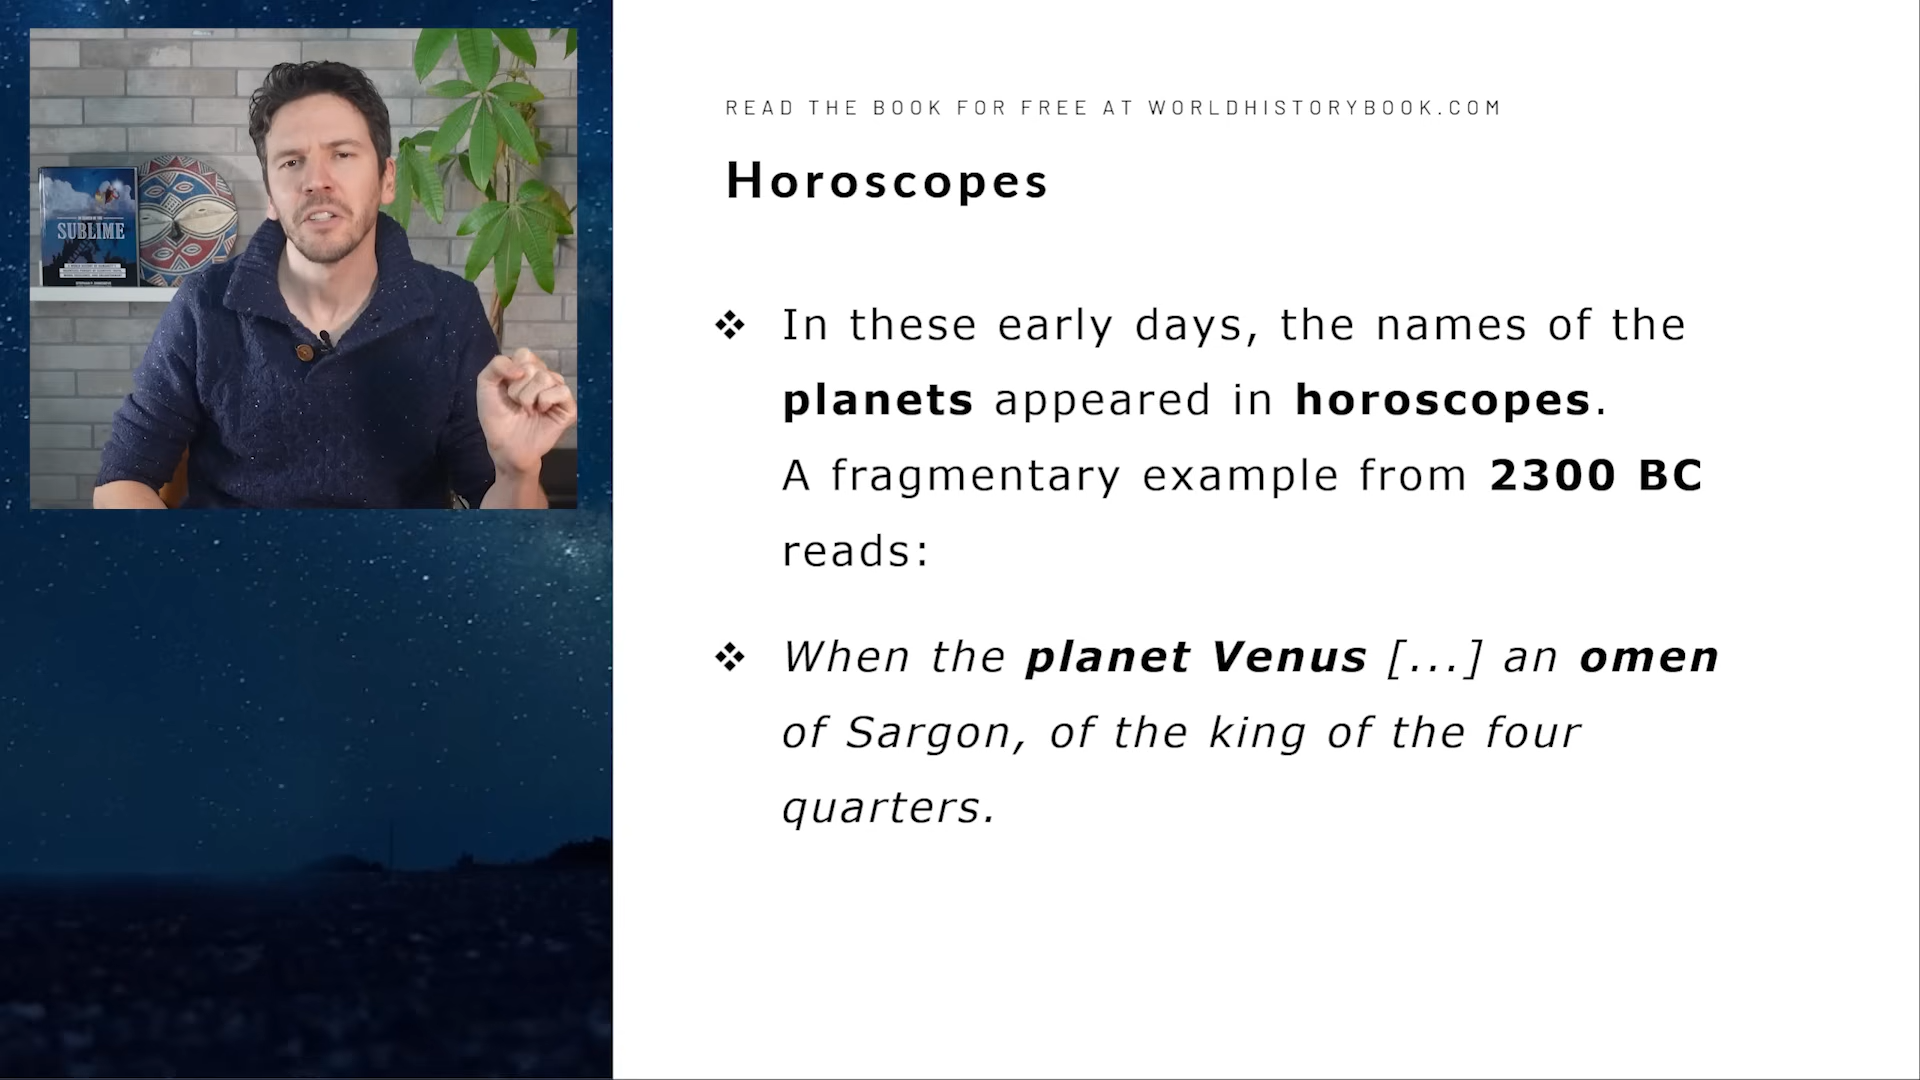 SUBLIME
READ THE BOOK FOR FREE AT WORLDHISTORYBOOK.COM
Horoscopes
❖ In these early days, the names of the
planets appeared in horoscopes.
A fragmentary example from 2300 BC
reads:
❖ When the planet Venus [...] an omen
of Sargon, of the king of the four
quarters.